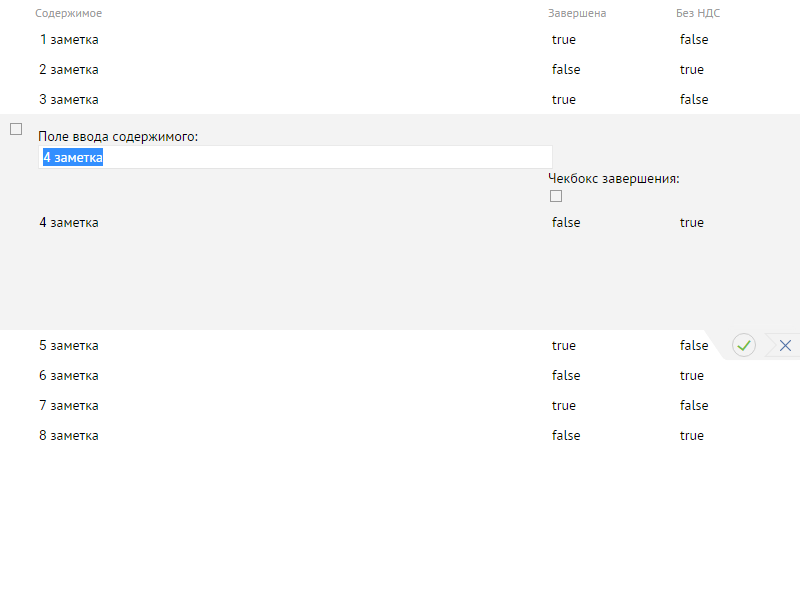 Содержимое Завершена Без НДС
1 заметка true false
2 заметка false true
3 заметка true false
Поле ввода содержимого:
4 заметка
Чекбокс завершения:
4 заметка false true
5 заметка true false
6 заметка false true
7 заметка true false
8 заметка false true